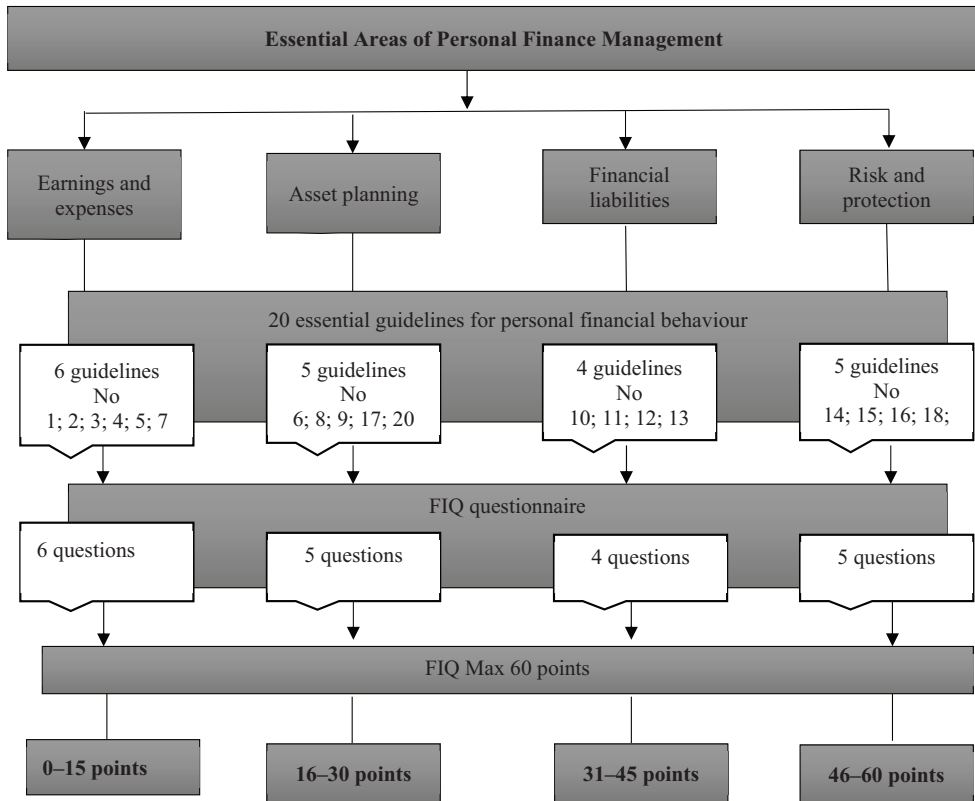 Essential Areas of Personal Finance Management
Earnings and
expenses
Asset planning
Financial
liabilities
Risk and
protection
20 essential guidelines for personal financial behaviour
6 guidelines
No
1; 2; 3; 4; 5; 7
5 guidelines
No
6; 8; 9; 17; 20
4 guidelines
No
10; 11; 12; 13
5 guidelines
No
14; 15; 16; 18;
FIQ questionnaire
6 questions
5 questions
4 questions
5 questions
FIQ Max 60 points
0–15 points
16–30 points
31–45 points
46–60 points